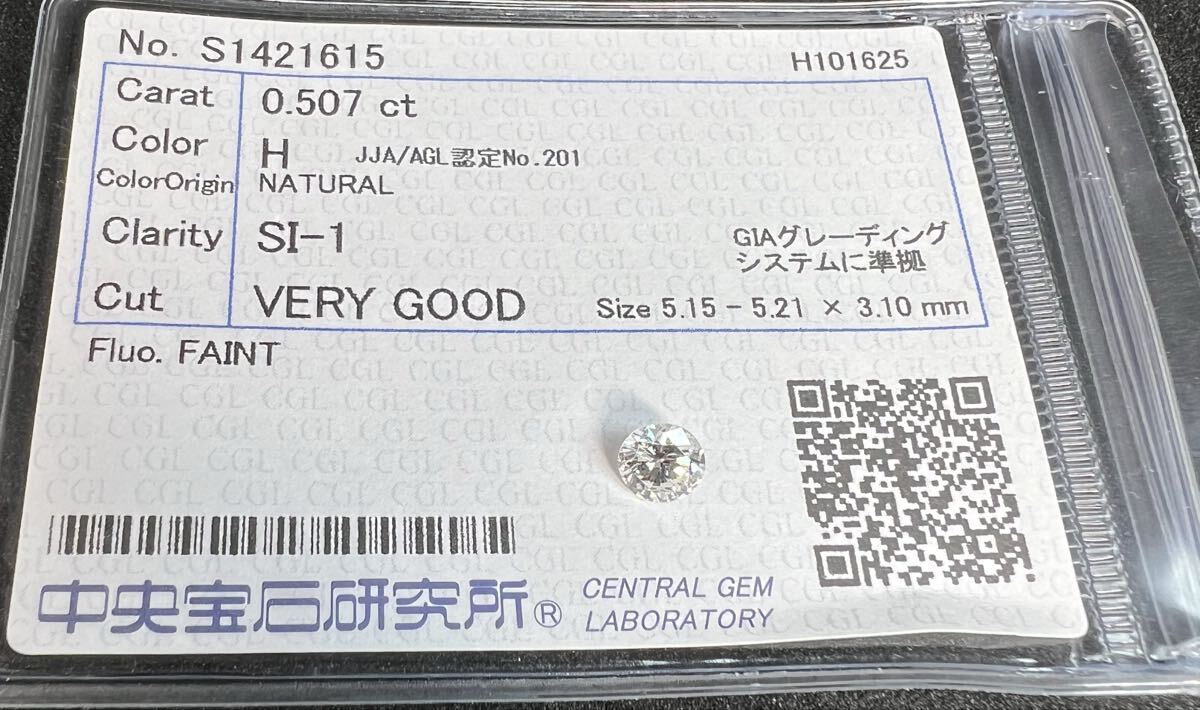 No. S1421615 H101625
Carat 0.507 ct
Color H JJA/AGL認定No.201
ColorOrigin NATURAL
Clarity SI-1
GIAグレーディング
システムに準拠
Cut VERY GOOD Size 5.15 - 5.21 × 3.10 mm
Fluo. FAINT
中央宝石研究所®
CENTRAL GEM
LABORATORY